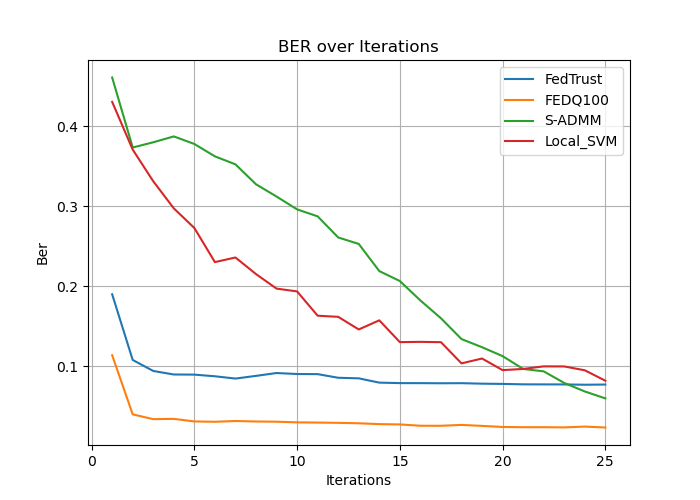 BER over Iterations
FedTrust
FEDQ100
S-ADMM
Local_SVM
Ber
0.4
0.3
0.2
0.1
0
5
10
15
20
25
Iterations